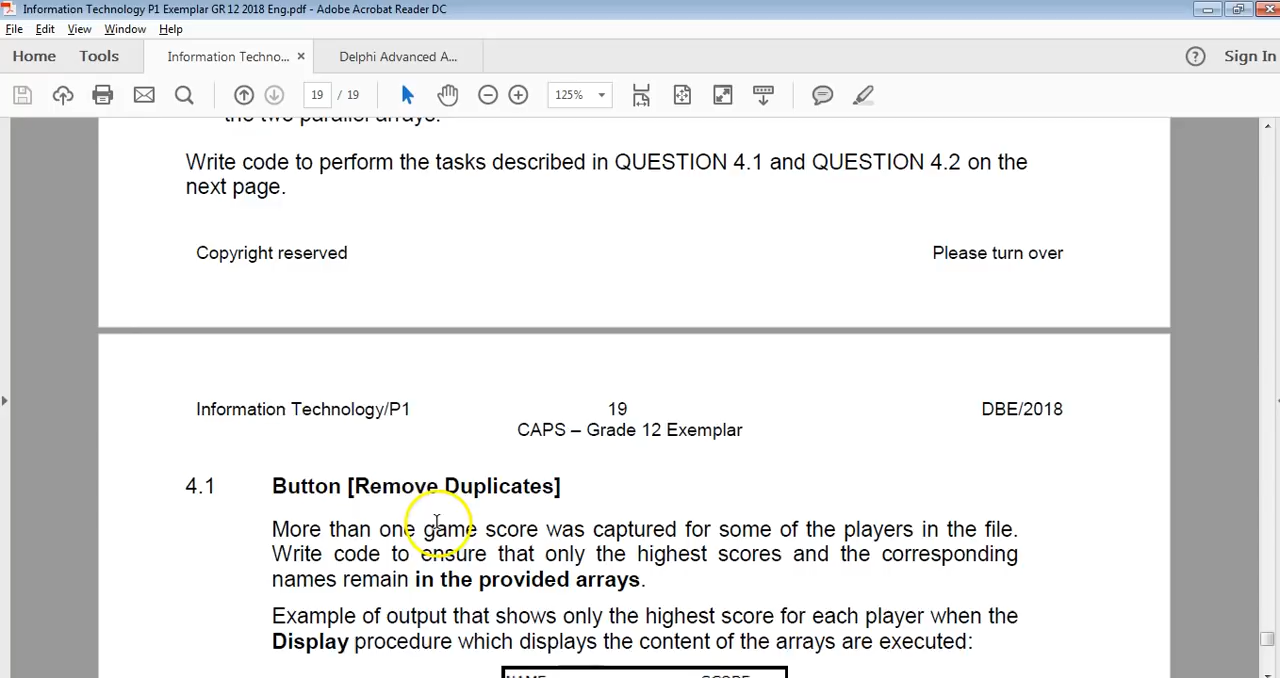 Information Technology P1 Exemplar GR 12 2018 Eng.pdf - Adobe Acrobat Reader DC
File Edit View Window Help
Home Tools Information Techno... × Delphi Advanced A... Sign In
19 / 19 125%
the two parallel arrays.
Write code to perform the tasks described in QUESTION 4.1 and QUESTION 4.2 on the
next page.
Copyright reserved Please turn over
Information Technology/P1 19 DBE/2018
CAPS – Grade 12 Exemplar
4.1 Button [Remove Duplicates]
More than one game score was captured for some of the players in the file.
Write code to ensure that only the highest scores and the corresponding
names remain in the provided arrays.
Example of output that shows only the highest score for each player when the
Display procedure which displays the content of the arrays are executed:
NAME SCORE